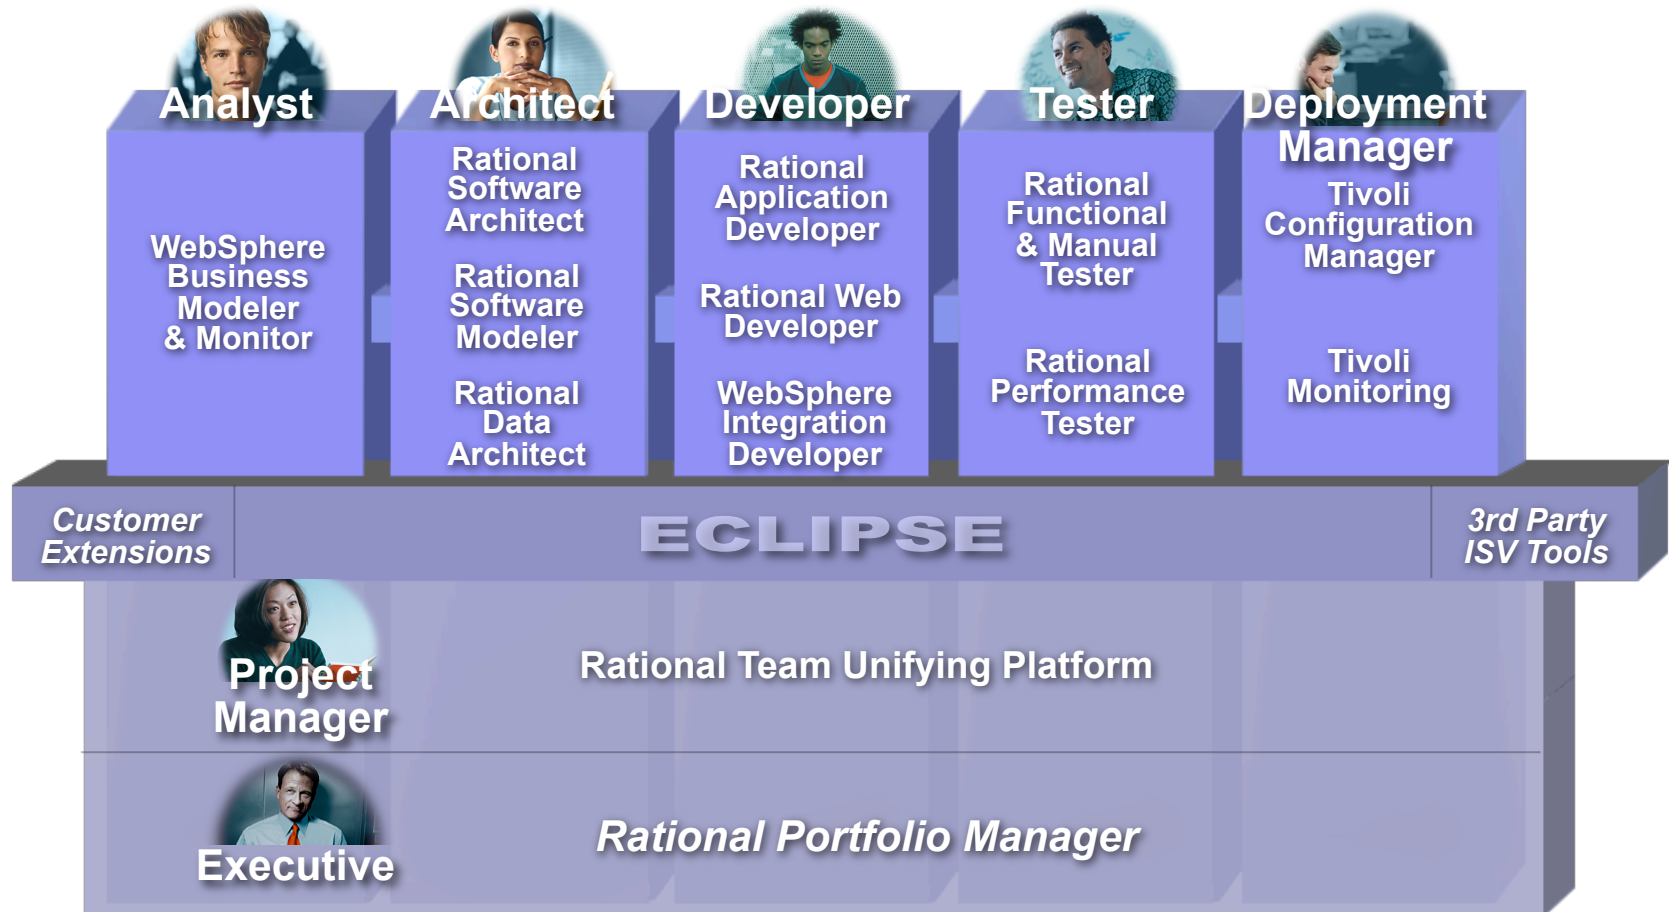 Analyst
WebSphere
Business
Modeler
& Monitor
Architect
Rational
Software
Architect
Rational
Software
Modeler
Rational
Data
Architect
Developer
Rational
Application
Developer
Rational Web
Developer
WebSphere
Integration
Developer
Tester
Rational
Functional
& Manual
Tester
Rational
Performance
Tester
Deployment
Manager
Tivoli
Configuration
Manager
Tivoli
Monitoring
Customer
Extensions
ECLIPSE
3rd Party
ISV Tools
Project
Manager
Rational Team Unifying Platform
Executive
Rational Portfolio Manager